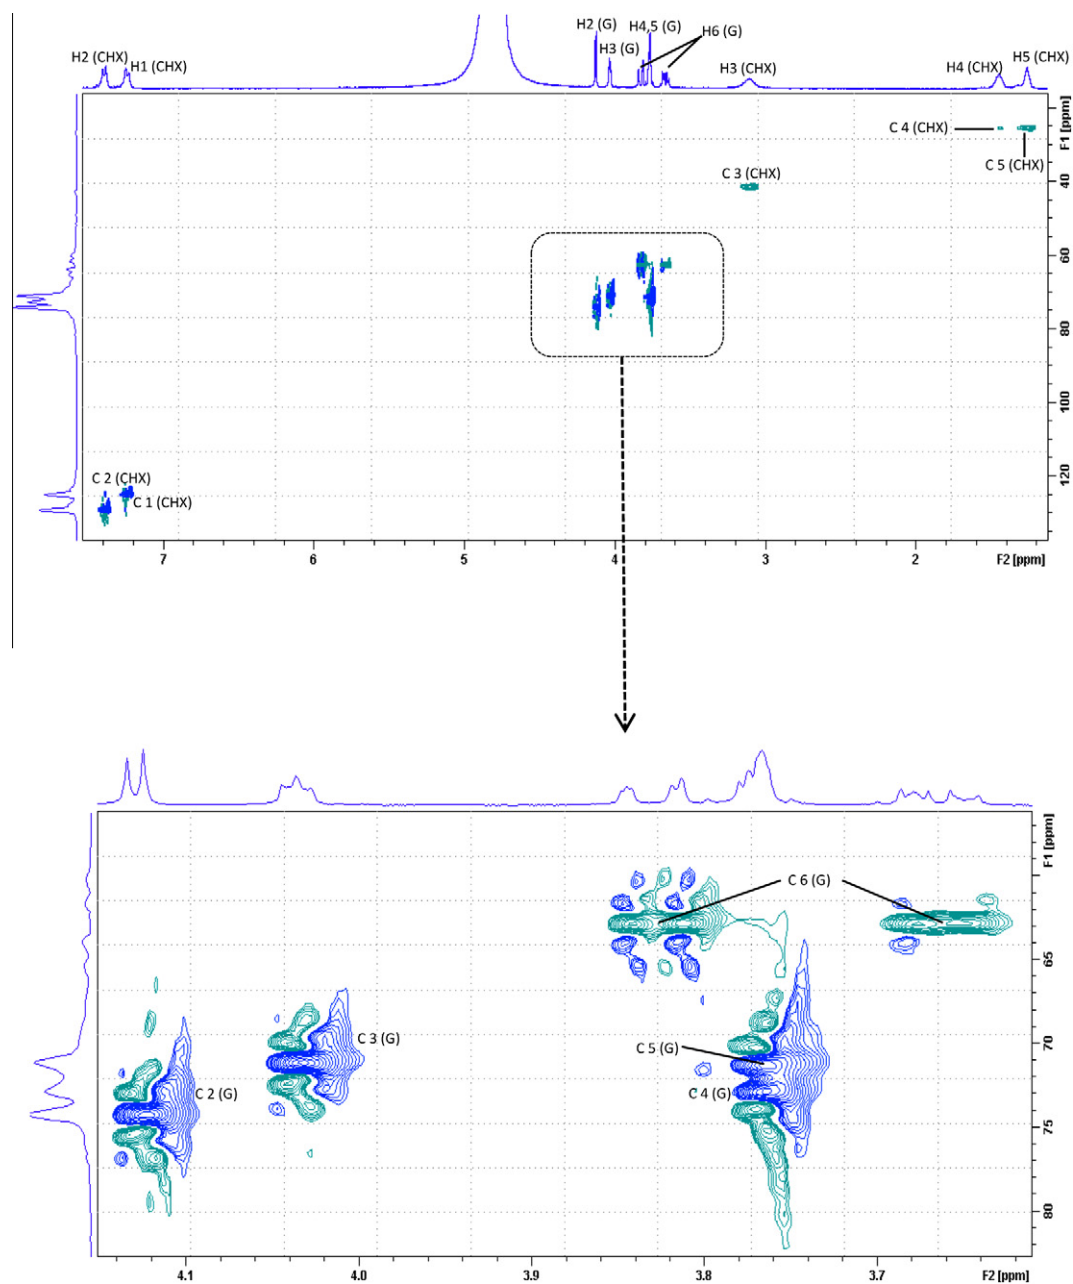 H2 (G) H4,5 (G)
H6 (G)
H3 (G)
H2 (CHX) H1 (CHX)
H3 (CHX)
H4 (CHX) H5 (CHX)
C 4 (CHX)
C 5 (CHX)
C 3 (CHX)
C 2 (CHX)
C 1 (CHX)
F1 [ppm]
40
60
80
100
120
7 6 5 4 3 2 F2 [ppm]
C 6 (G)
C 3 (G)
C 5 (G)
C 2 (G)
C 4 (G)
F1 [ppm]
65
70
75
80
4.1 4.0 3.9 3.8 3.7 F2 [ppm]